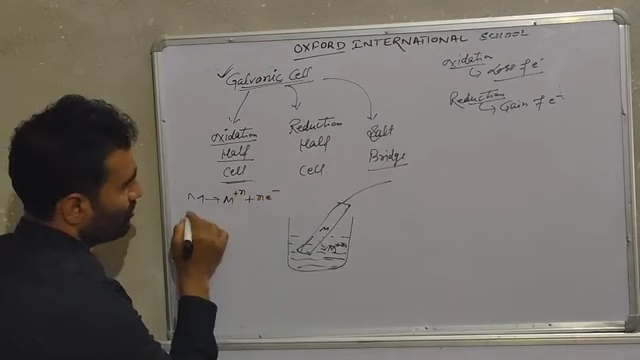 OXFORD INTERNATIONAL SCHOOL
Galvanic Cell
Oxidation
Half
Cell
Reduction
Half
Cell
Salt
Bridge
M → M⁺ⁿ + ne⁻
M
M⁺ⁿ
Oxidation
↳ Loss of e⁻
Reduction
↳ Gain of e⁻